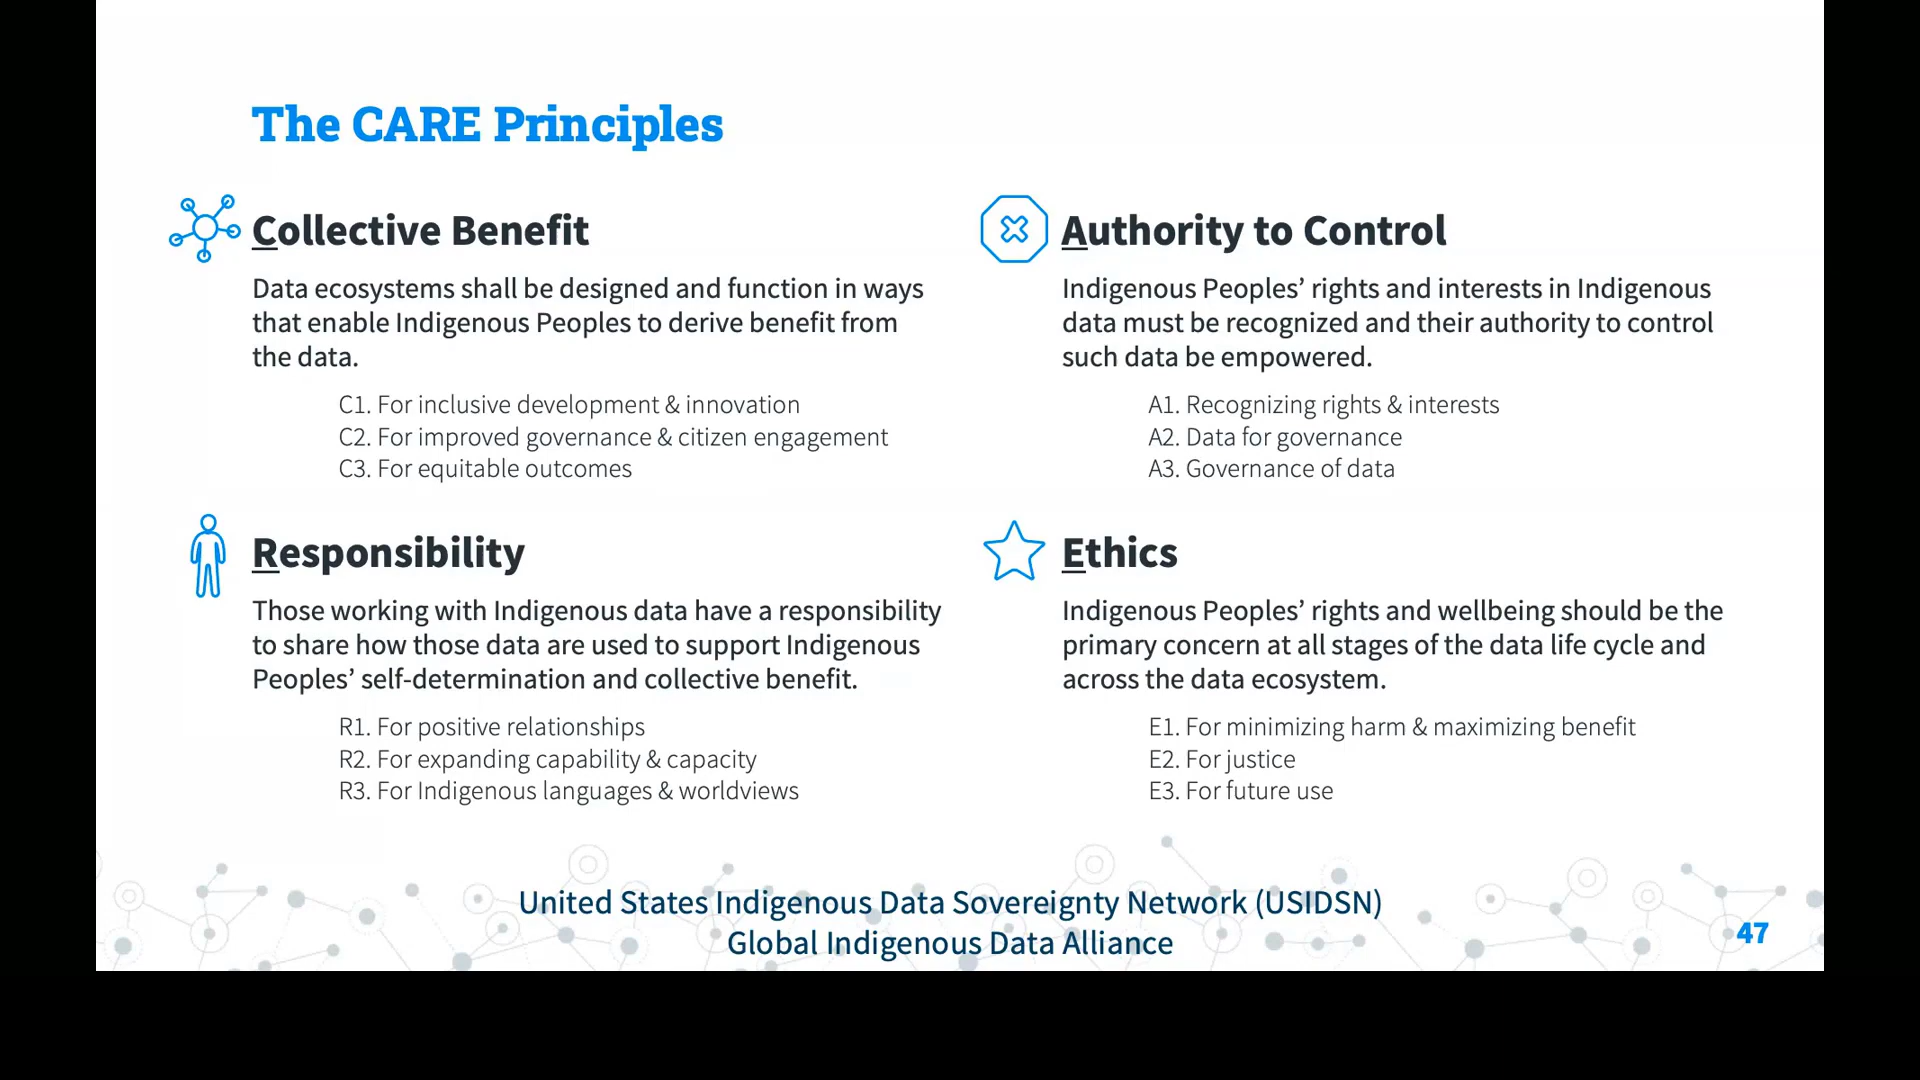 The CARE Principles
Collective Benefit
Data ecosystems shall be designed and function in ways
that enable Indigenous Peoples to derive benefit from
the data.
C1. For inclusive development & innovation
C2. For improved governance & citizen engagement
C3. For equitable outcomes
Authority to Control
Indigenous Peoples’ rights and interests in Indigenous
data must be recognized and their authority to control
such data be empowered.
A1. Recognizing rights & interests
A2. Data for governance
A3. Governance of data
Responsibility
Those working with Indigenous data have a responsibility
to share how those data are used to support Indigenous
Peoples’ self-determination and collective benefit.
R1. For positive relationships
R2. For expanding capability & capacity
R3. For Indigenous languages & worldviews
Ethics
Indigenous Peoples’ rights and wellbeing should be the
primary concern at all stages of the data life cycle and
across the data ecosystem.
E1. For minimizing harm & maximizing benefit
E2. For justice
E3. For future use
United States Indigenous Data Sovereignty Network (USIDSN)
Global Indigenous Data Alliance
47